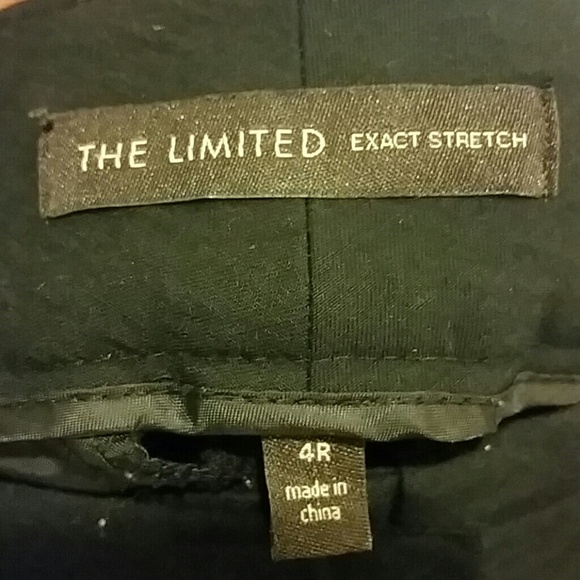 THE LIMITED EXACT STRETCH
4R
made in
china